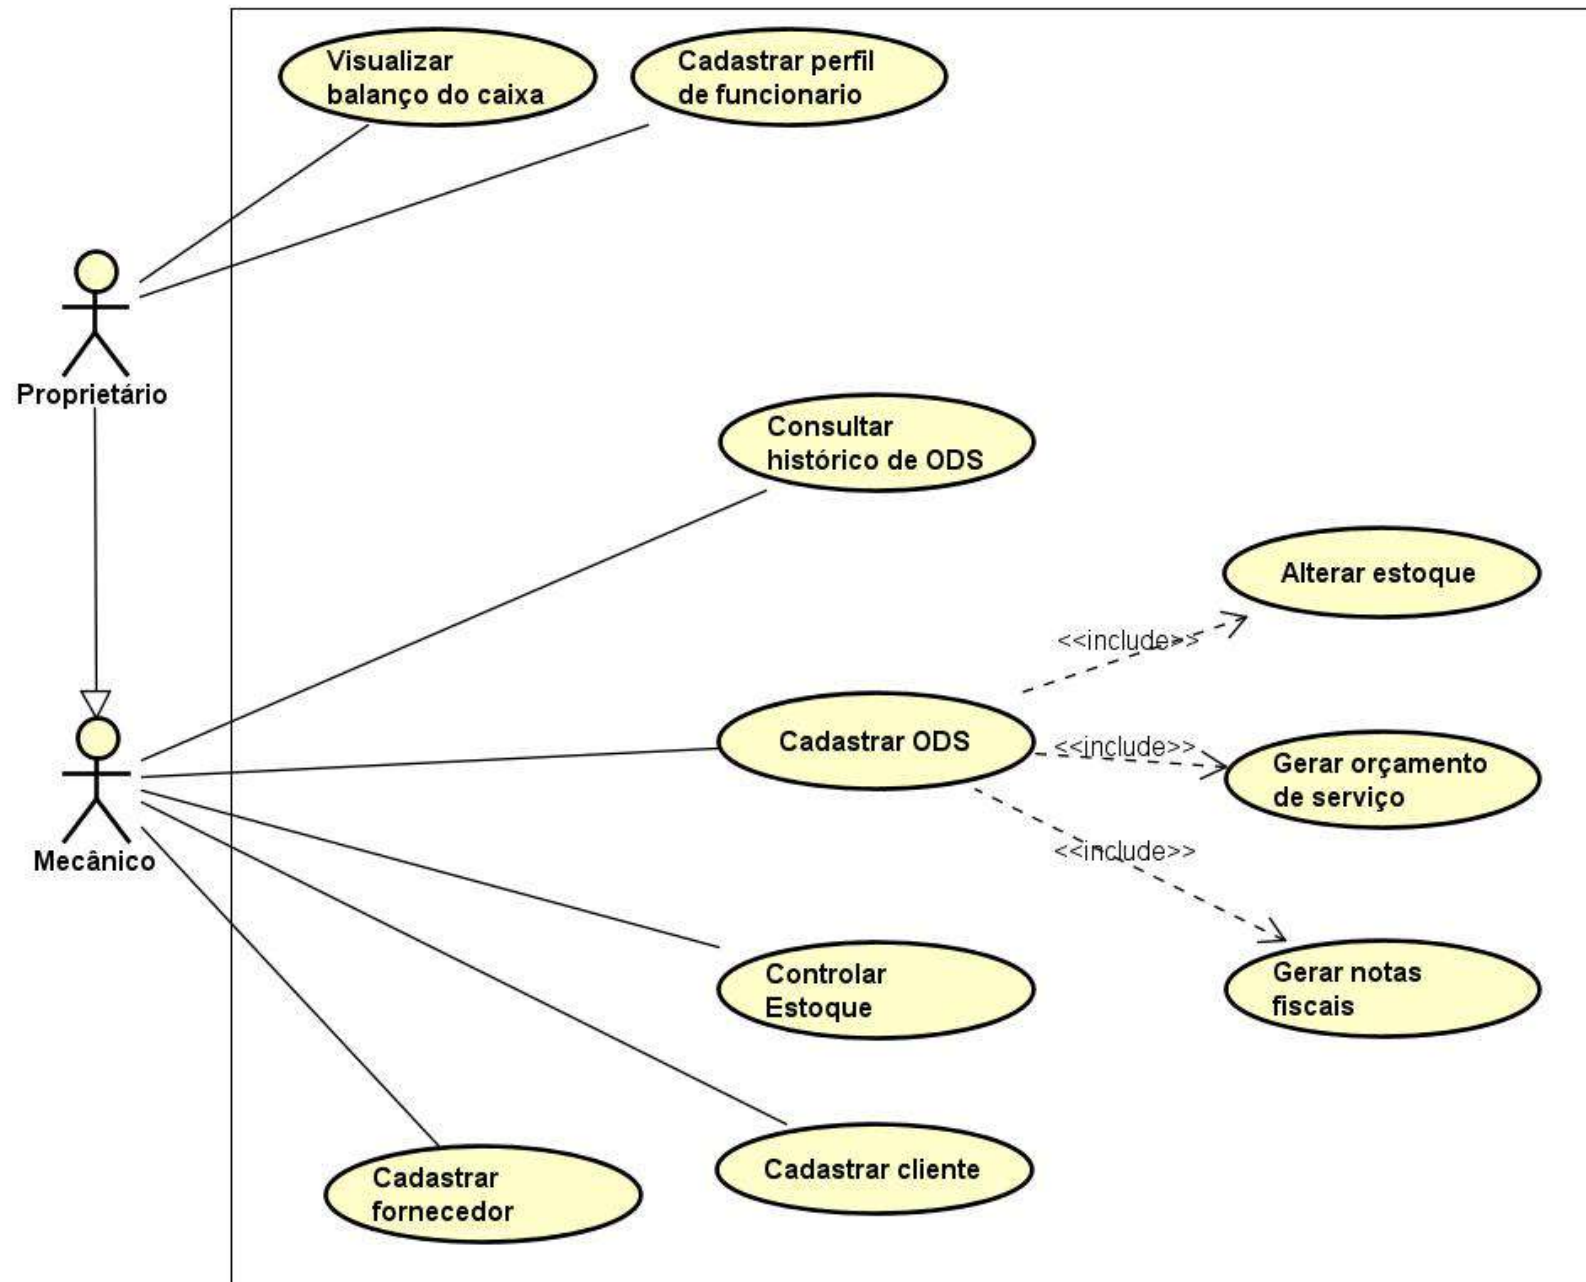 Visualizar
balanço do caixa
Cadastrar perfil
de funcionario
Proprietário
Consultar
histórico de ODS
Alterar estoque
<<include>>
Cadastrar ODS
<<include>>
Gerar orçamento
de serviço
Mecânico
<<include>>
Controlar
Estoque
Gerar notas
fiscais
Cadastrar
fornecedor
Cadastrar cliente